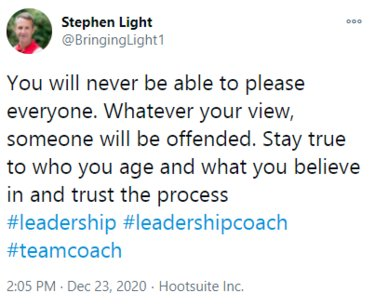 Stephen Light
@BringingLight1
You will never be able to please
everyone. Whatever your view,
someone will be offended. Stay true
to who you age and what you believe
in and trust the process
#leadership #leadershipcoach
#teamcoach
2:05 PM · Dec 23, 2020 · Hootsuite Inc.